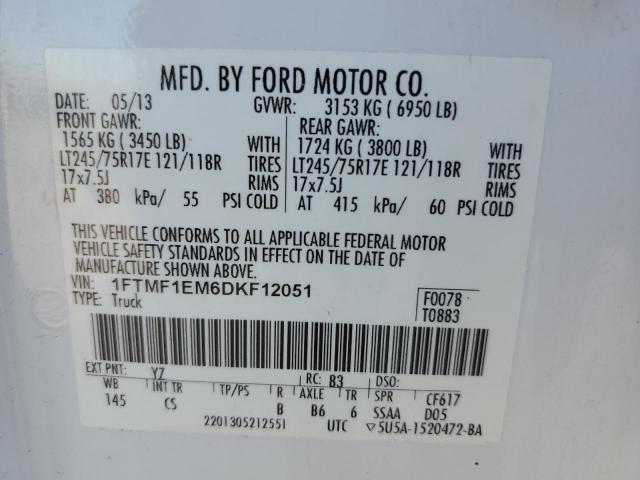 MFD. BY FORD MOTOR CO.
DATE: 05/13 GVWR: 3153 KG ( 6950 LB)
FRONT GAWR: REAR GAWR:
1565 KG ( 3450 LB) WITH 1724 KG ( 3800 LB) WITH
LT245/75R17E 121/118R TIRES LT245/75R17E 121/118R TIRES
17x7.5J RIMS 17x7.5J RIMS
AT 380 kPa/ 55 PSI COLD AT 415 kPa/ 60 PSI COLD
THIS VEHICLE CONFORMS TO ALL APPLICABLE FEDERAL MOTOR
VEHICLE SAFETY STANDARDS IN EFFECT ON THE DATE OF
MANUFACTURE SHOWN ABOVE.
VIN: 1FTMF1EM6DKF12051 F0078
TYPE: Truck T0883
EXT PNT: YZ RC: 83 DSO:
WB INT TR TP/PS R AXLE TR SPR CF617
145 CS B B6 6 SSAA D05
2201305212551 UTC ▽5U5A-1520472-BA